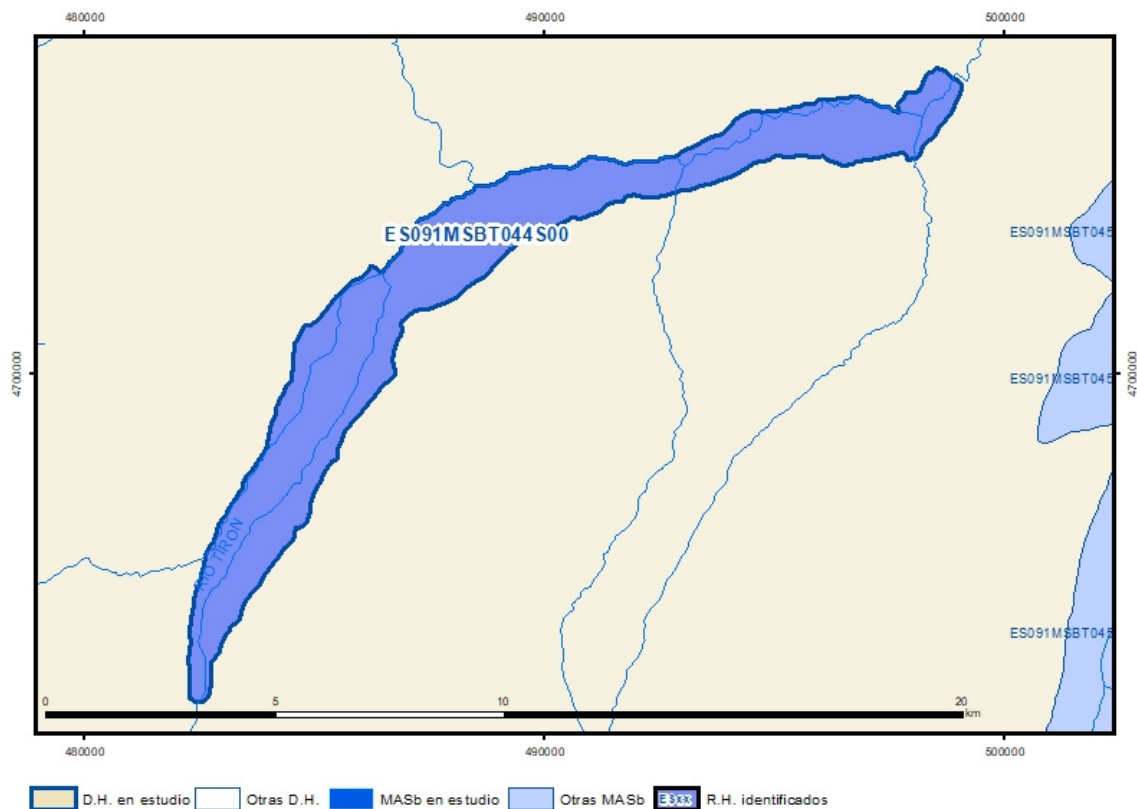 480000 490000 500000
ES091MSBT044S00
ES091MSBT045
4700000 4700000
ES091MSBT045
RIO TIRON
ES091MSBT045
0 5 10 20
km
480000 490000 500000
D.H. en estudio Otras D.H. MASb en estudio Otras MASb ESxx R.H. identificados